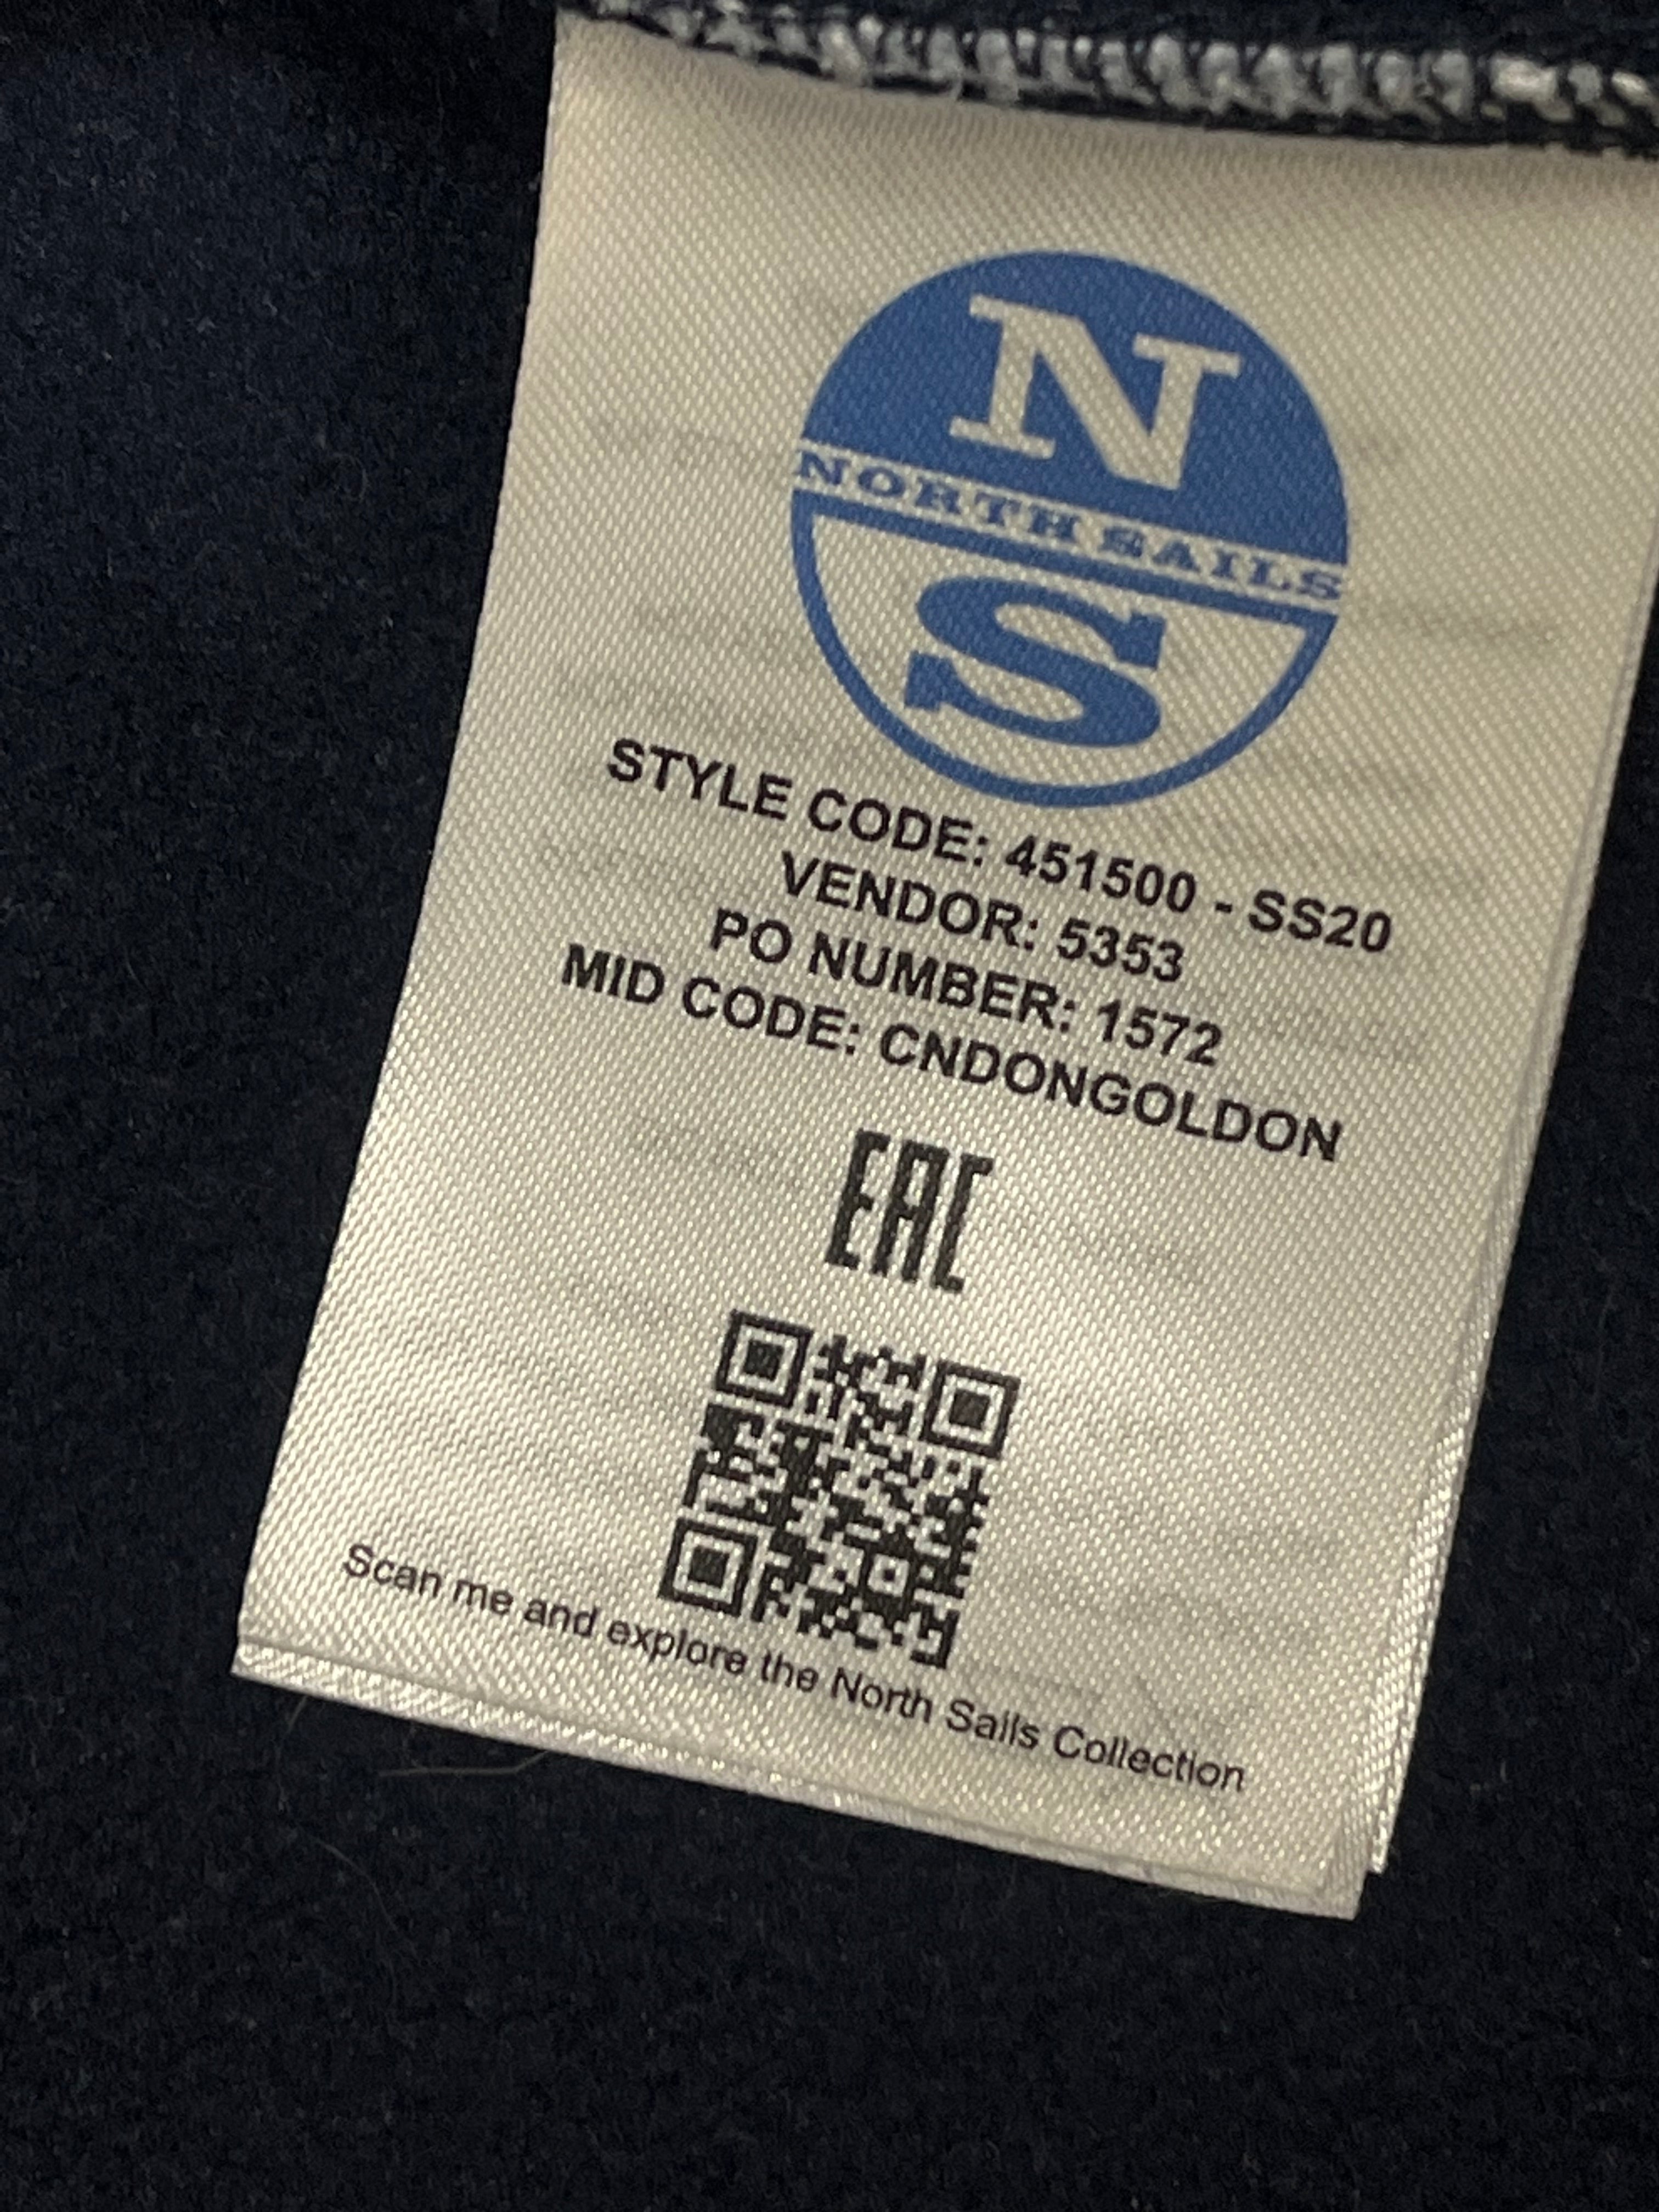 N
NORTH SAILS
S
STYLE CODE: 451500 - SS20
VENDOR: 5353
PO NUMBER: 1572
MID CODE: CNDONGOLDON
EAC
Scan me and explore the North Sails Collection